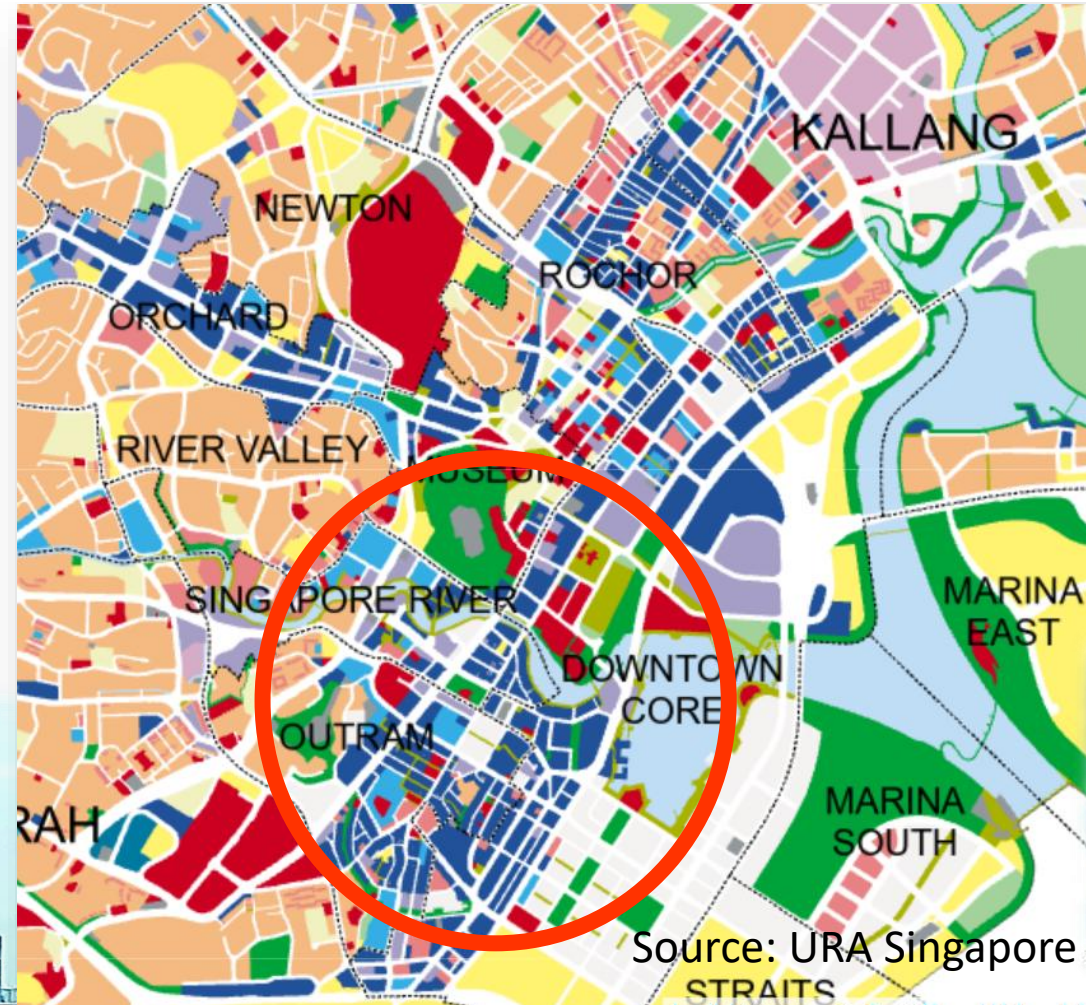 KALLANG
NEWTON
ROCHOR
ORCHARD
RIVER VALLEY
MUSEUM
SINGAPORE RIVER
MARINA
EAST
DOWNTOWN
CORE
OUTRAM
MARINA
SOUTH
RAH
Source: URA Singapore
STRAITS